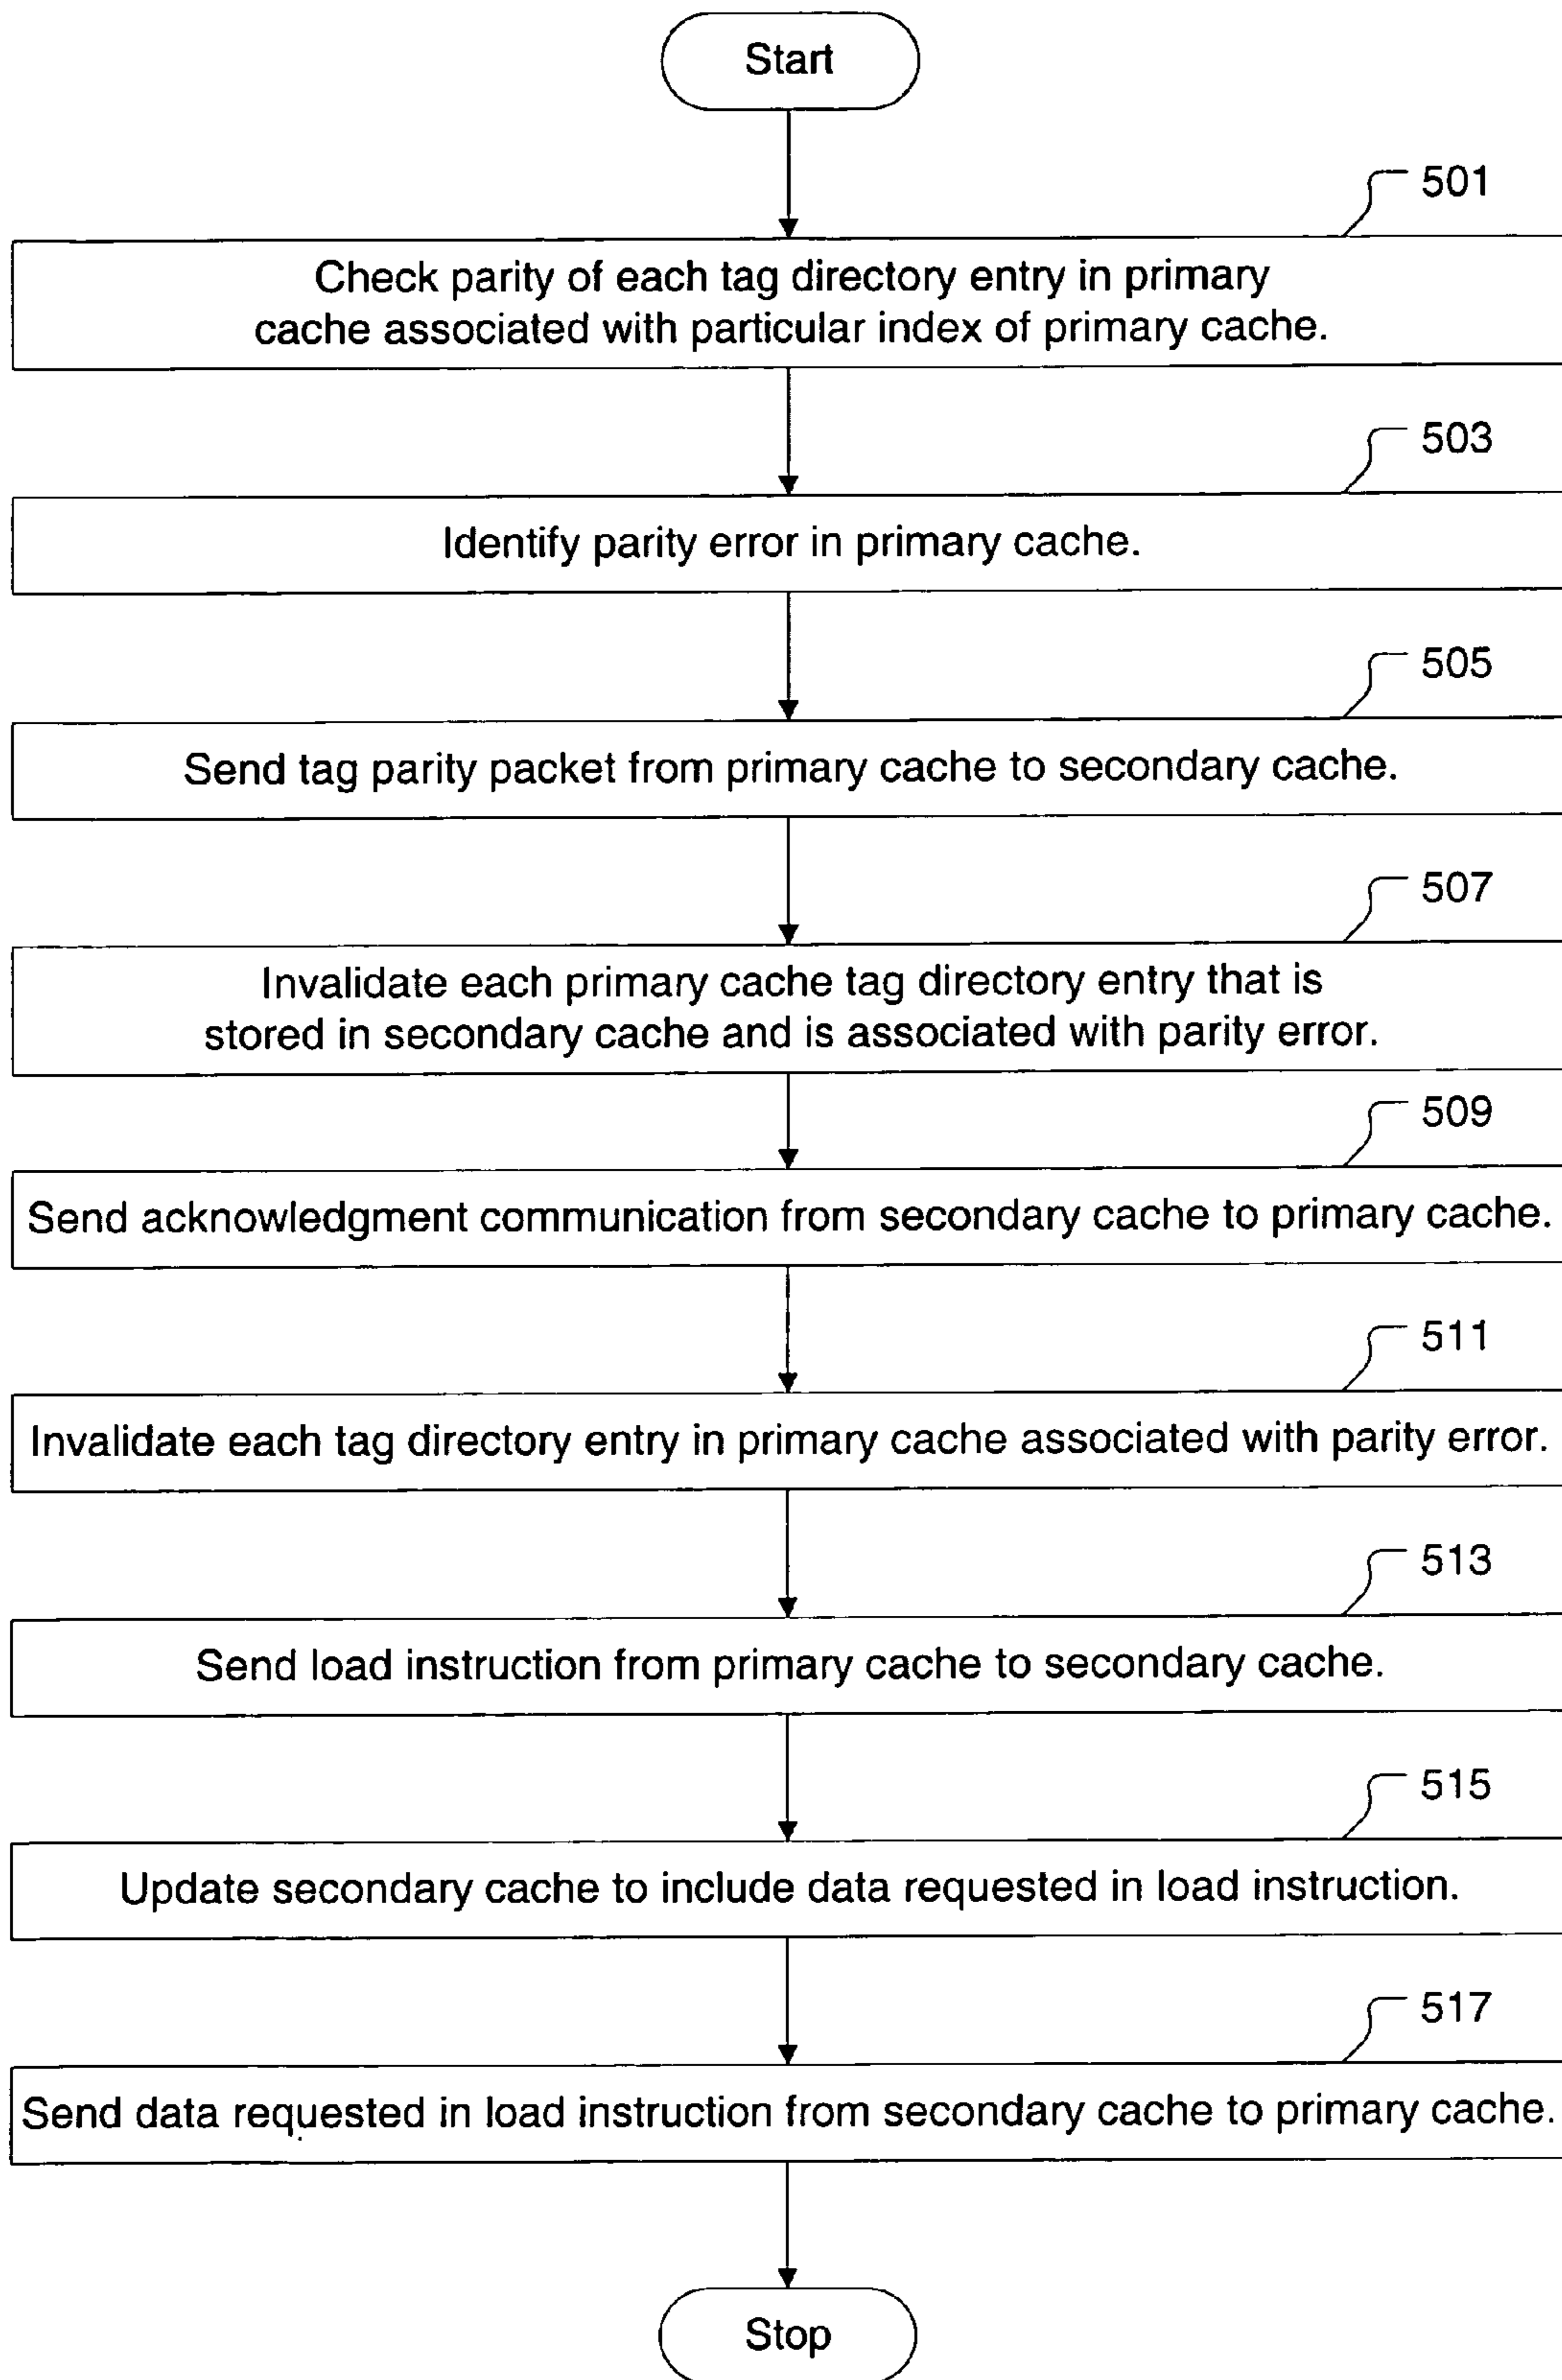 Start
501
Check parity of each tag directory entry in primary
cache associated with particular index of primary cache.
503
Identify parity error in primary cache.
505
Send tag parity packet from primary cache to secondary cache.
507
Invalidate each primary cache tag directory entry that is
stored in secondary cache and is associated with parity error.
509
Send acknowledgment communication from secondary cache to primary cache.
511
Invalidate each tag directory entry in primary cache associated with parity error.
513
Send load instruction from primary cache to secondary cache.
515
Update secondary cache to include data requested in load instruction.
517
Send data requested in load instruction from secondary cache to primary cache.
Stop